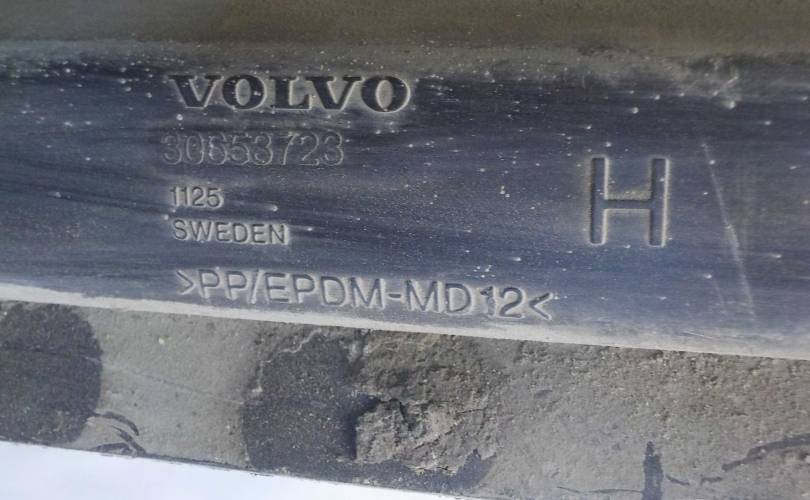 VOLVO
30653723
1125
SWEDEN
H
>PP/EPDM-MD12<